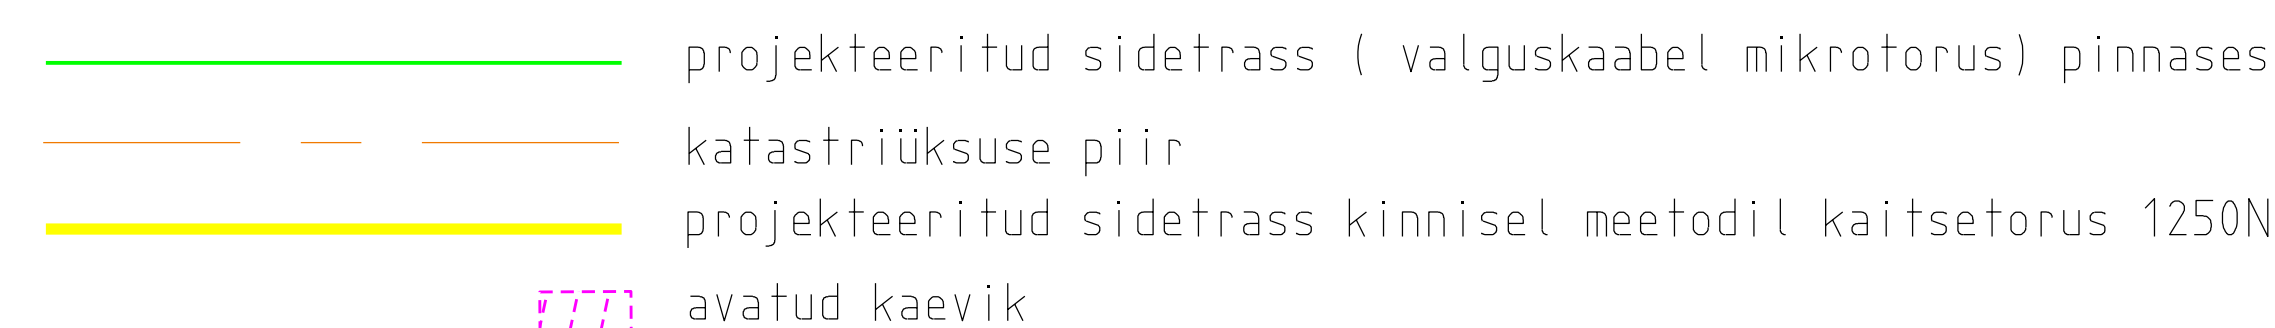 projekteeritud sidetrass ( valguskaabel mikrotorus) pinnases
katastriüksuse piir
projekteeritud sidetrass kinnisel meetodil kaitsetorus 1250N
avatud kaevik